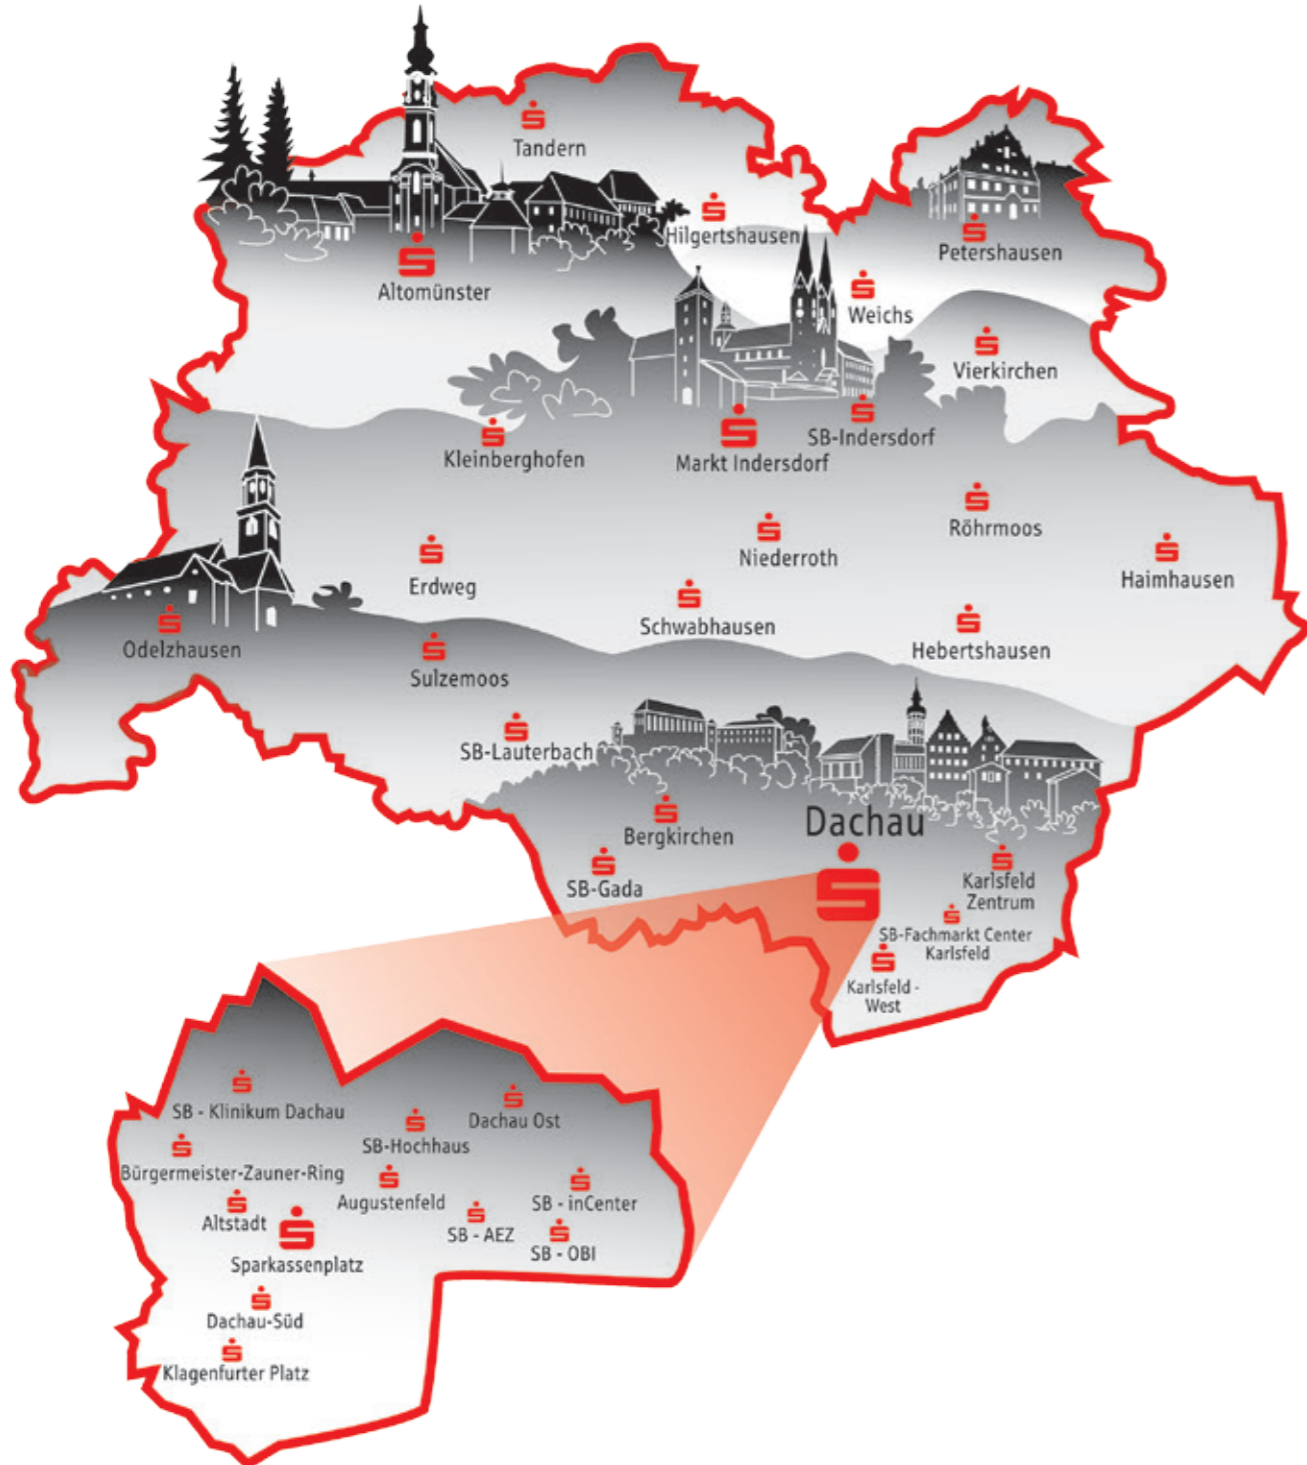 Tandern
Hilgertshausen
Petershausen
Altomünster
Weichs
Vierkirchen
SB-Indersdorf
Kleinberghofen
Markt Indersdorf
Röhrmoos
Niederroth
Haimhausen
Erdweg
Schwabhausen
Odelzhausen
Hebertshausen
Sulzemoos
SB-Lauterbach
Dachau
Bergkirchen
SB-Gada
Karlsfeld
Zentrum
SB-Fachmarkt Center
Karlsfeld
Karlsfeld -
West
SB - Klinikum Dachau
Dachau Ost
SB-Hochhaus
Bürgermeister-Zauner-Ring
Augustenfeld
SB - inCenter
Altstadt
SB - AEZ
SB - OBI
Sparkassenplatz
Dachau-Süd
Klagenfurter Platz